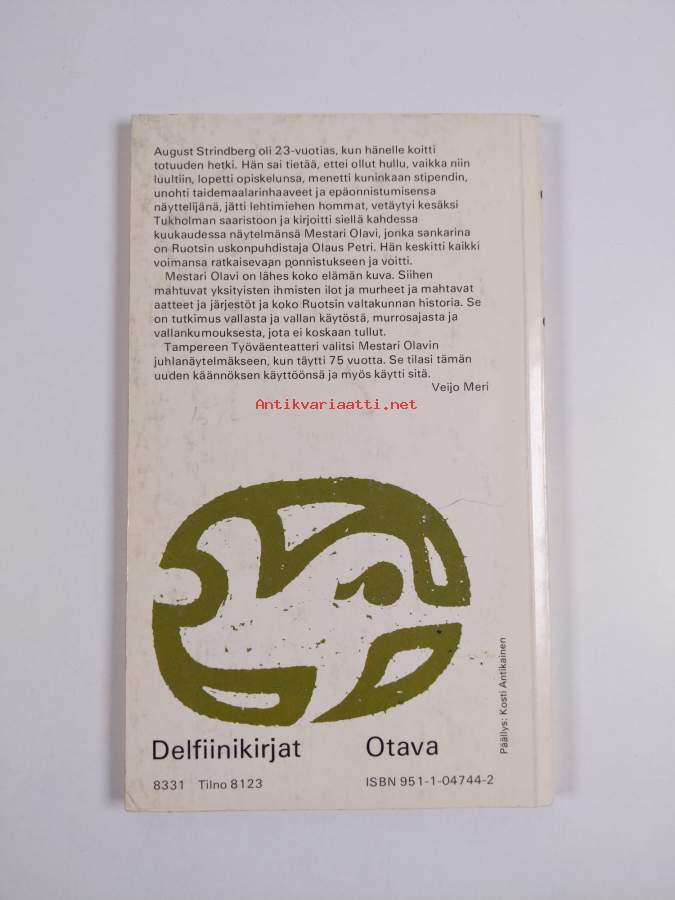 August Strindberg oli 23-vuotias, kun hänelle koitti
totuuden hetki. Hän sai tietää, ettei ollut hullu, vaikka niin
luultiin, lopetti opiskelunsa, menetti kuninkaan stipendin,
unohti taidemaalarinhaaveet ja epäonnistumisensa
näyttelijänä, jätti lehtimiehen hommat, vetäytyi kesäksi
Tukholman saaristoon ja kirjoitti siellä kahdessa
kuukaudessa näytelmänsä Mestari Olavi, jonka sankarina
on Ruotsin uskonpuhdistaja Olaus Petri. Hän keskitti kaikki
voimansa ratkaisevaan ponnistukseen ja voitti.
Mestari Olavi on lähes koko elämän kuva. Siihen
mahtuvat yksityisten ihmisten ilot ja murheet ja mahtavat
aatteet ja järjestöt ja koko Ruotsin valtakunnan historia. Se
on tutkimus vallasta ja vallan käytöstä, murrosajasta ja
vallankumouksesta, jota ei koskaan tullut.
Tampereen Työväenteatteri valitsi Mestari Olavin
juhlanäytelmäkseen, kun täytti 75 vuotta. Se tilasi tämän
uuden käännöksen käyttöönsä ja myös käytti sitä.
Veijo Meri
Antikvariaatti.net
Päällys: Kosti Antikainen
Delfiinikirjat Otava
8331 Tilno 8123 ISBN 951-1-04744-2